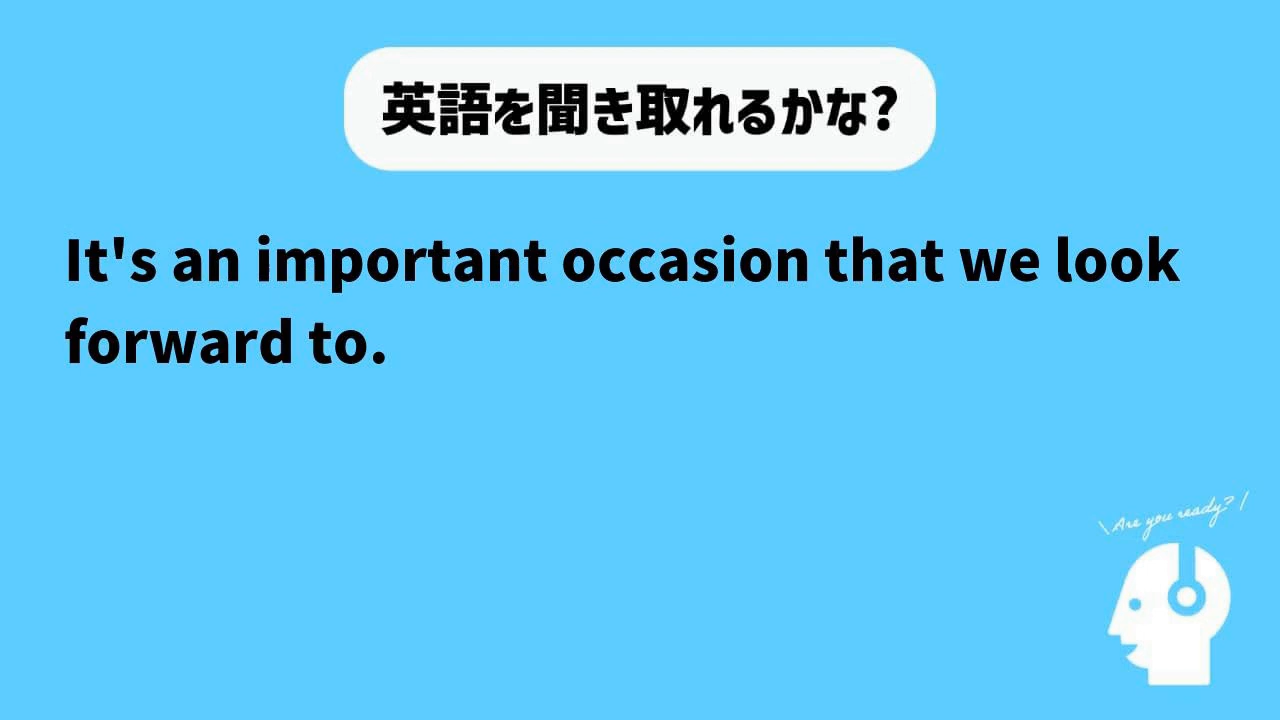 英語を聞き取れるかな?
It's an important occasion that we look
forward to.
\Are you ready?/